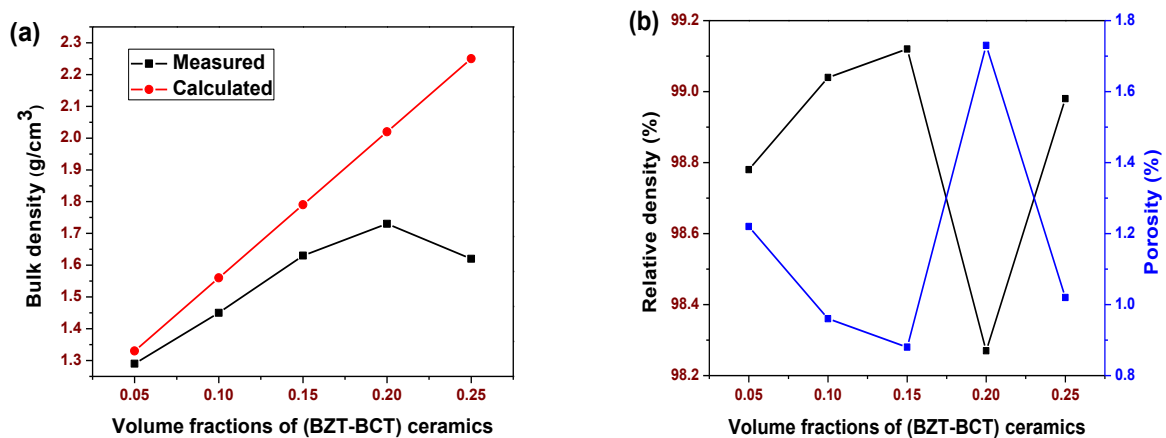 (a)
Measured
Calculated
Bulk density (g/cm³)
2.3
2.2
2.1
2.0
1.9
1.8
1.7
1.6
1.5
1.4
1.3
0.05 0.10 0.15 0.20 0.25
Volume fractions of (BZT-BCT) ceramics
(b)
Relative density (%)
99.2
99.0
98.8
98.6
98.4
98.2
1.8
1.6
1.4
1.2
1.0
0.8
Porosity (%)
0.05 0.10 0.15 0.20 0.25
Volume fractions of (BZT-BCT) ceramics